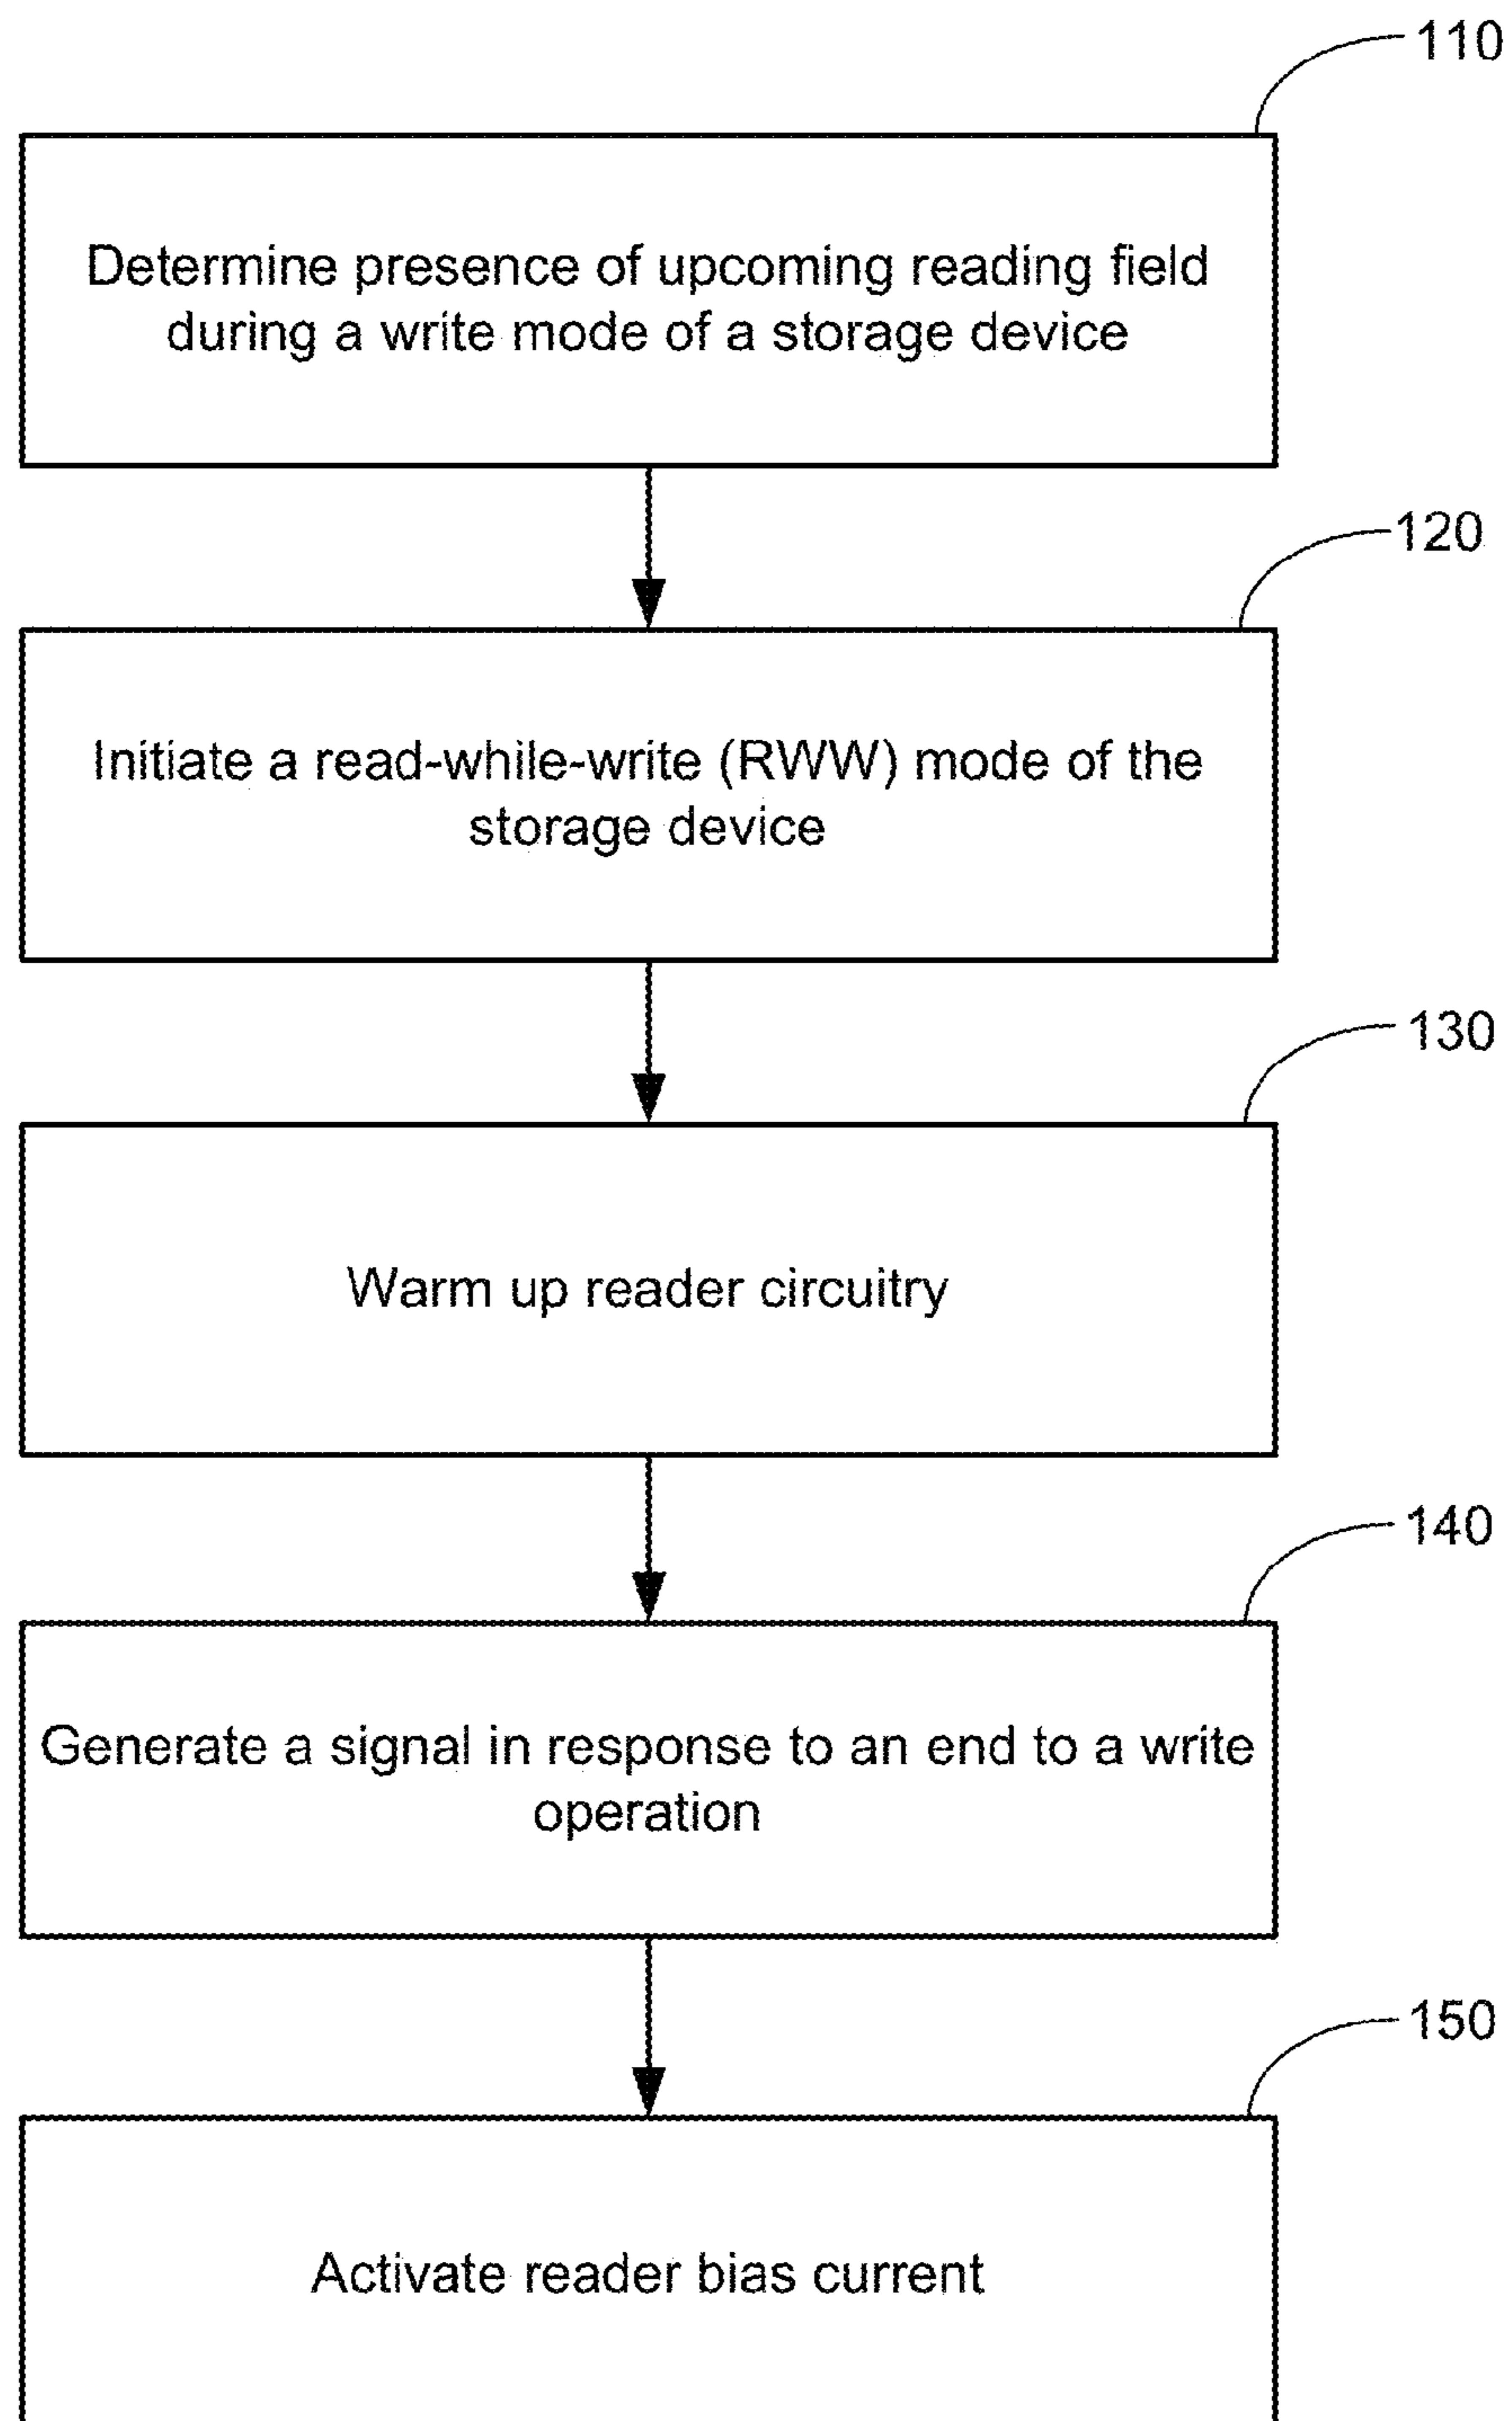 110
Determine presence of upcoming reading field
during a write mode of a storage device
120
Initiate a read-while-write (RWW) mode of the
storage device
130
Warm up reader circuitry
140
Generate a signal in response to an end to a write
operation
150
Activate reader bias current